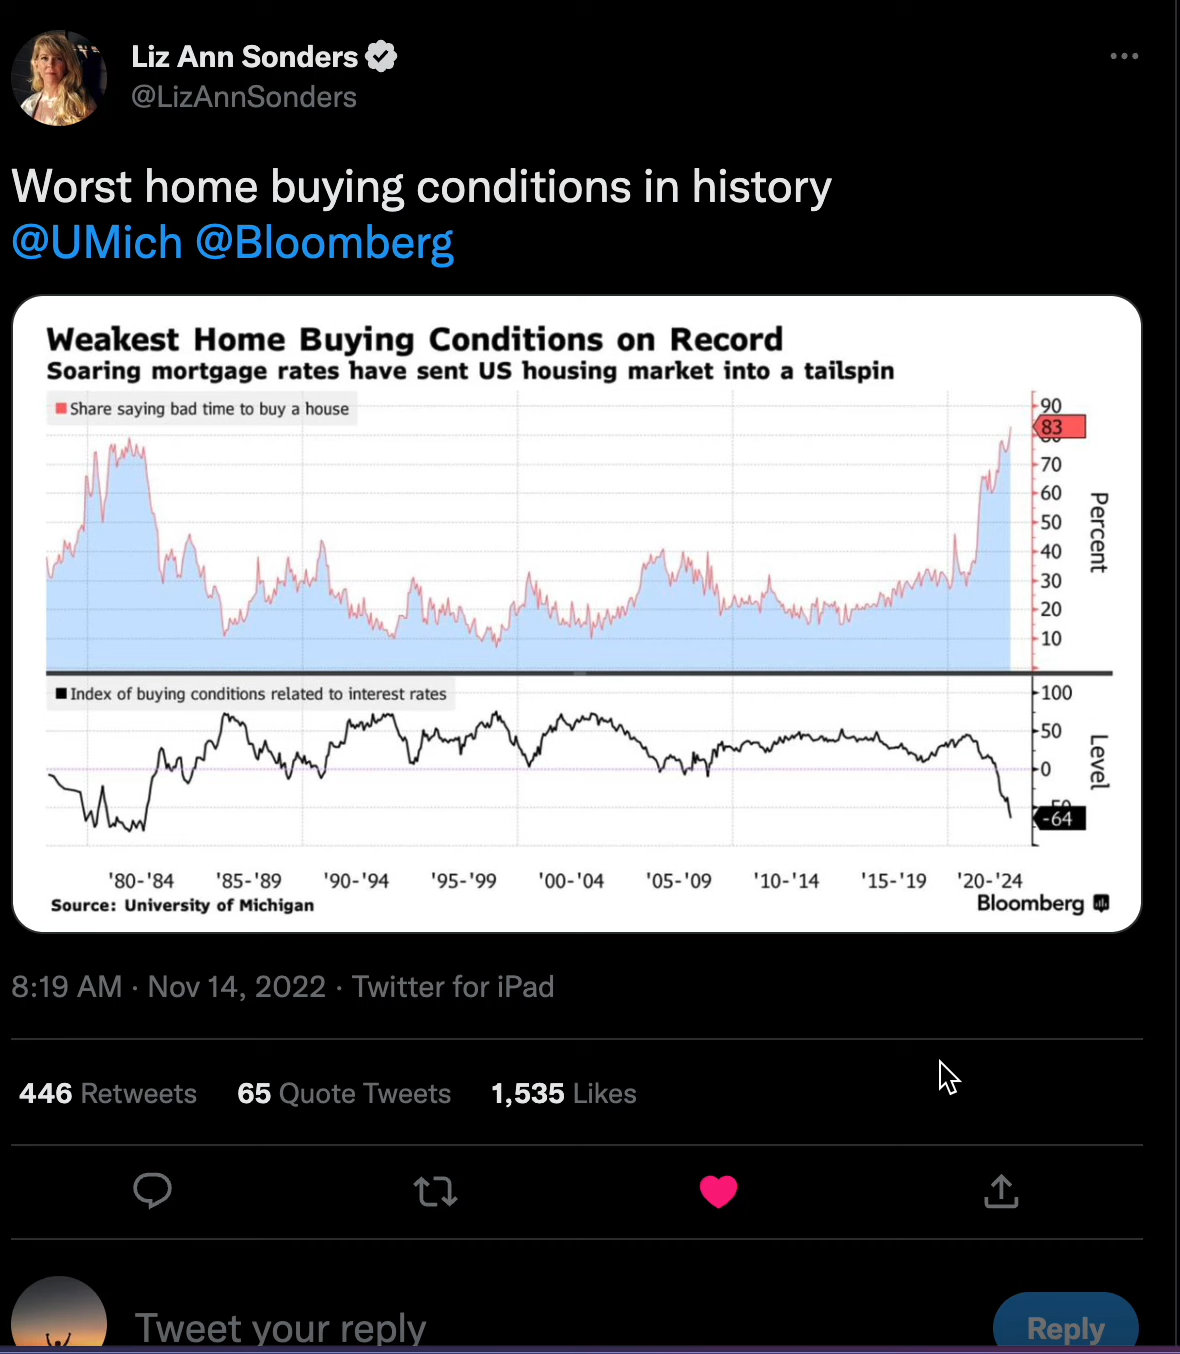 Liz Ann Sonders
@LizAnnSonders
Worst home buying conditions in history
@UMich @Bloomberg
Weakest Home Buying Conditions on Record
Soaring mortgage rates have sent US housing market into a tailspin
Share saying bad time to buy a house
90
83
70
60
50
40
30
20
10
Percent
Index of buying conditions related to interest rates
100
50
0
-64
Level
'80-'84 '85-'89 '90-'94 '95-'99 '00-'04 '05-'09 '10-'14 '15-'19 '20-'24
Source: University of Michigan
Bloomberg
8:19 AM · Nov 14, 2022 · Twitter for iPad
446 Retweets 65 Quote Tweets 1,535 Likes
Tweet your reply
Reply